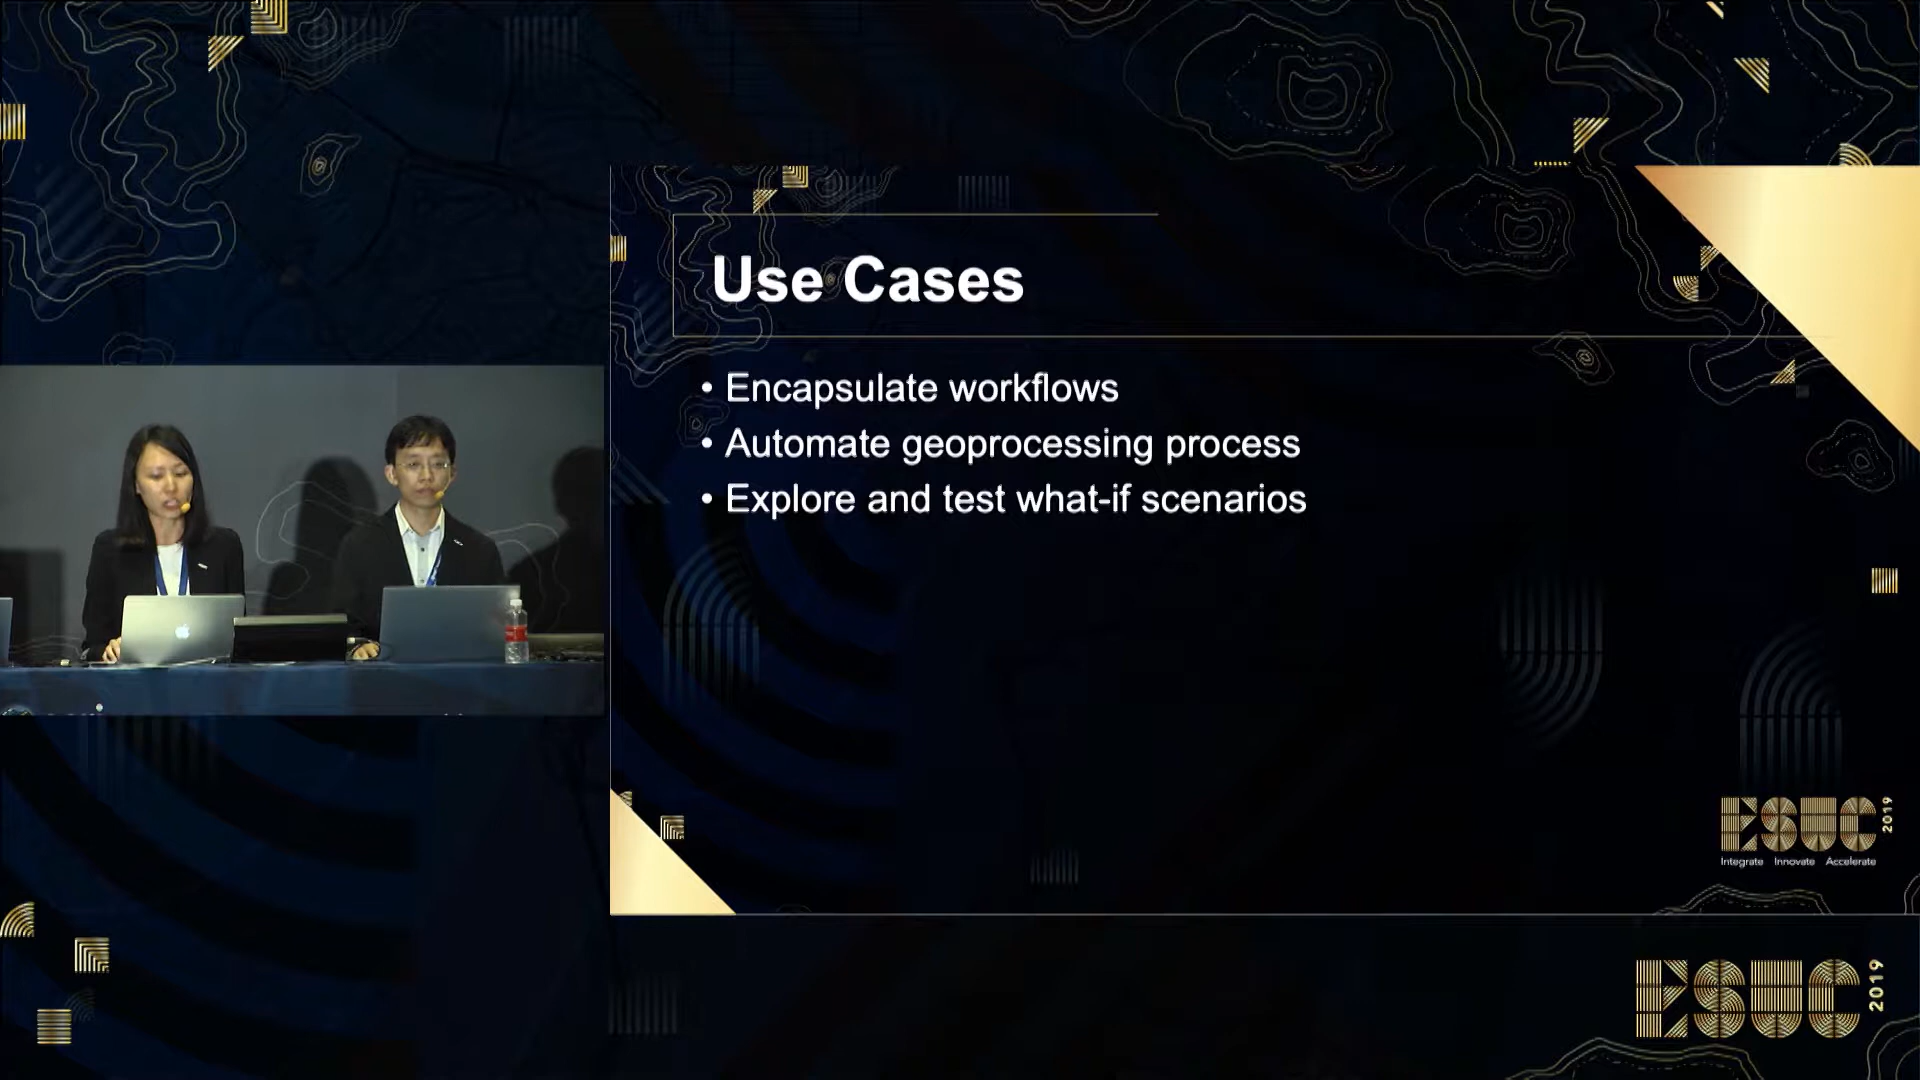 Use Cases
• Encapsulate workflows
• Automate geoprocessing process
• Explore and test what-if scenarios
ESUC 2019
Integrate Innovate Accelerate
ESUC 2019